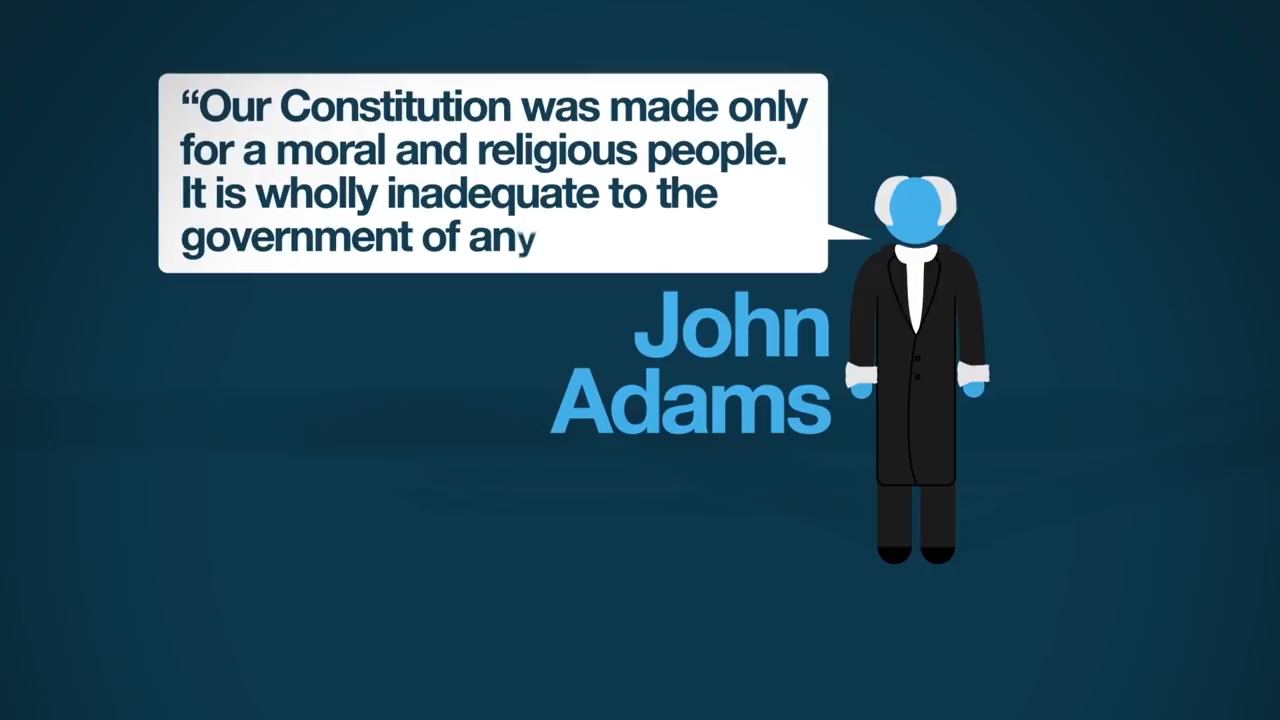 “Our Constitution was made only
for a moral and religious people.
It is wholly inadequate to the
government of any
John
Adams